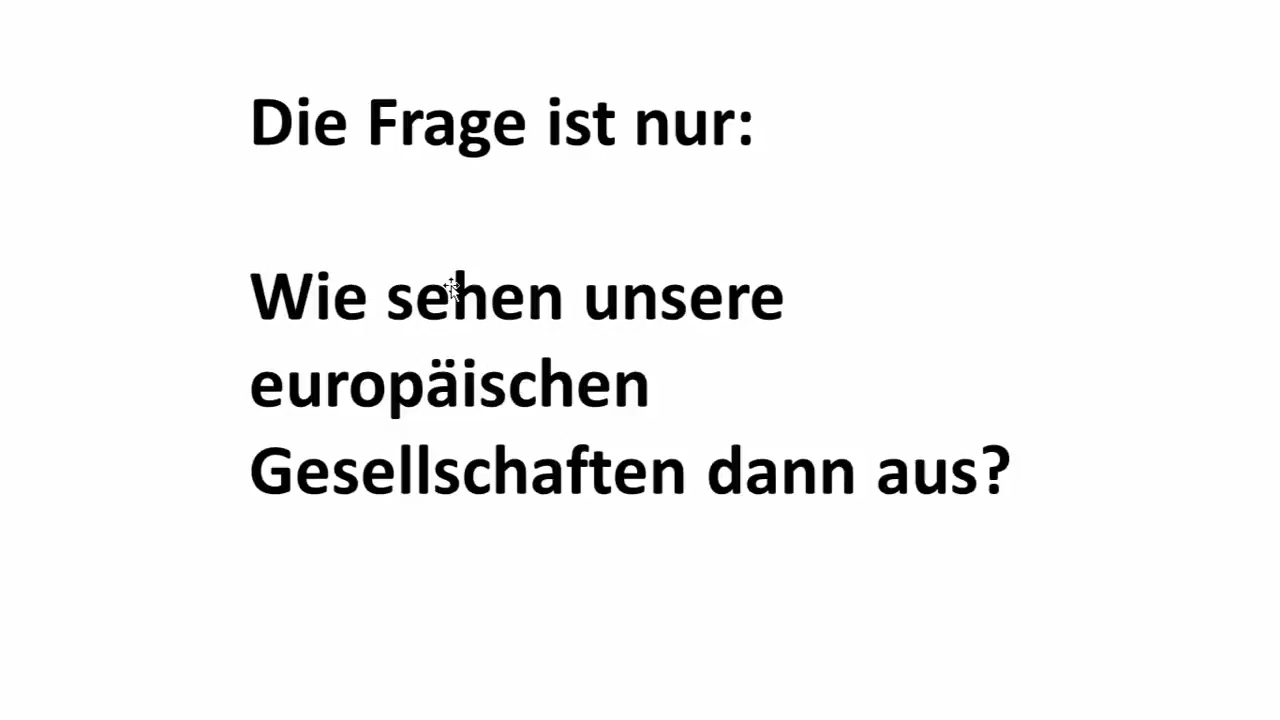 Die Frage ist nur:
Wie sehen unsere
europäischen
Gesellschaften dann aus?